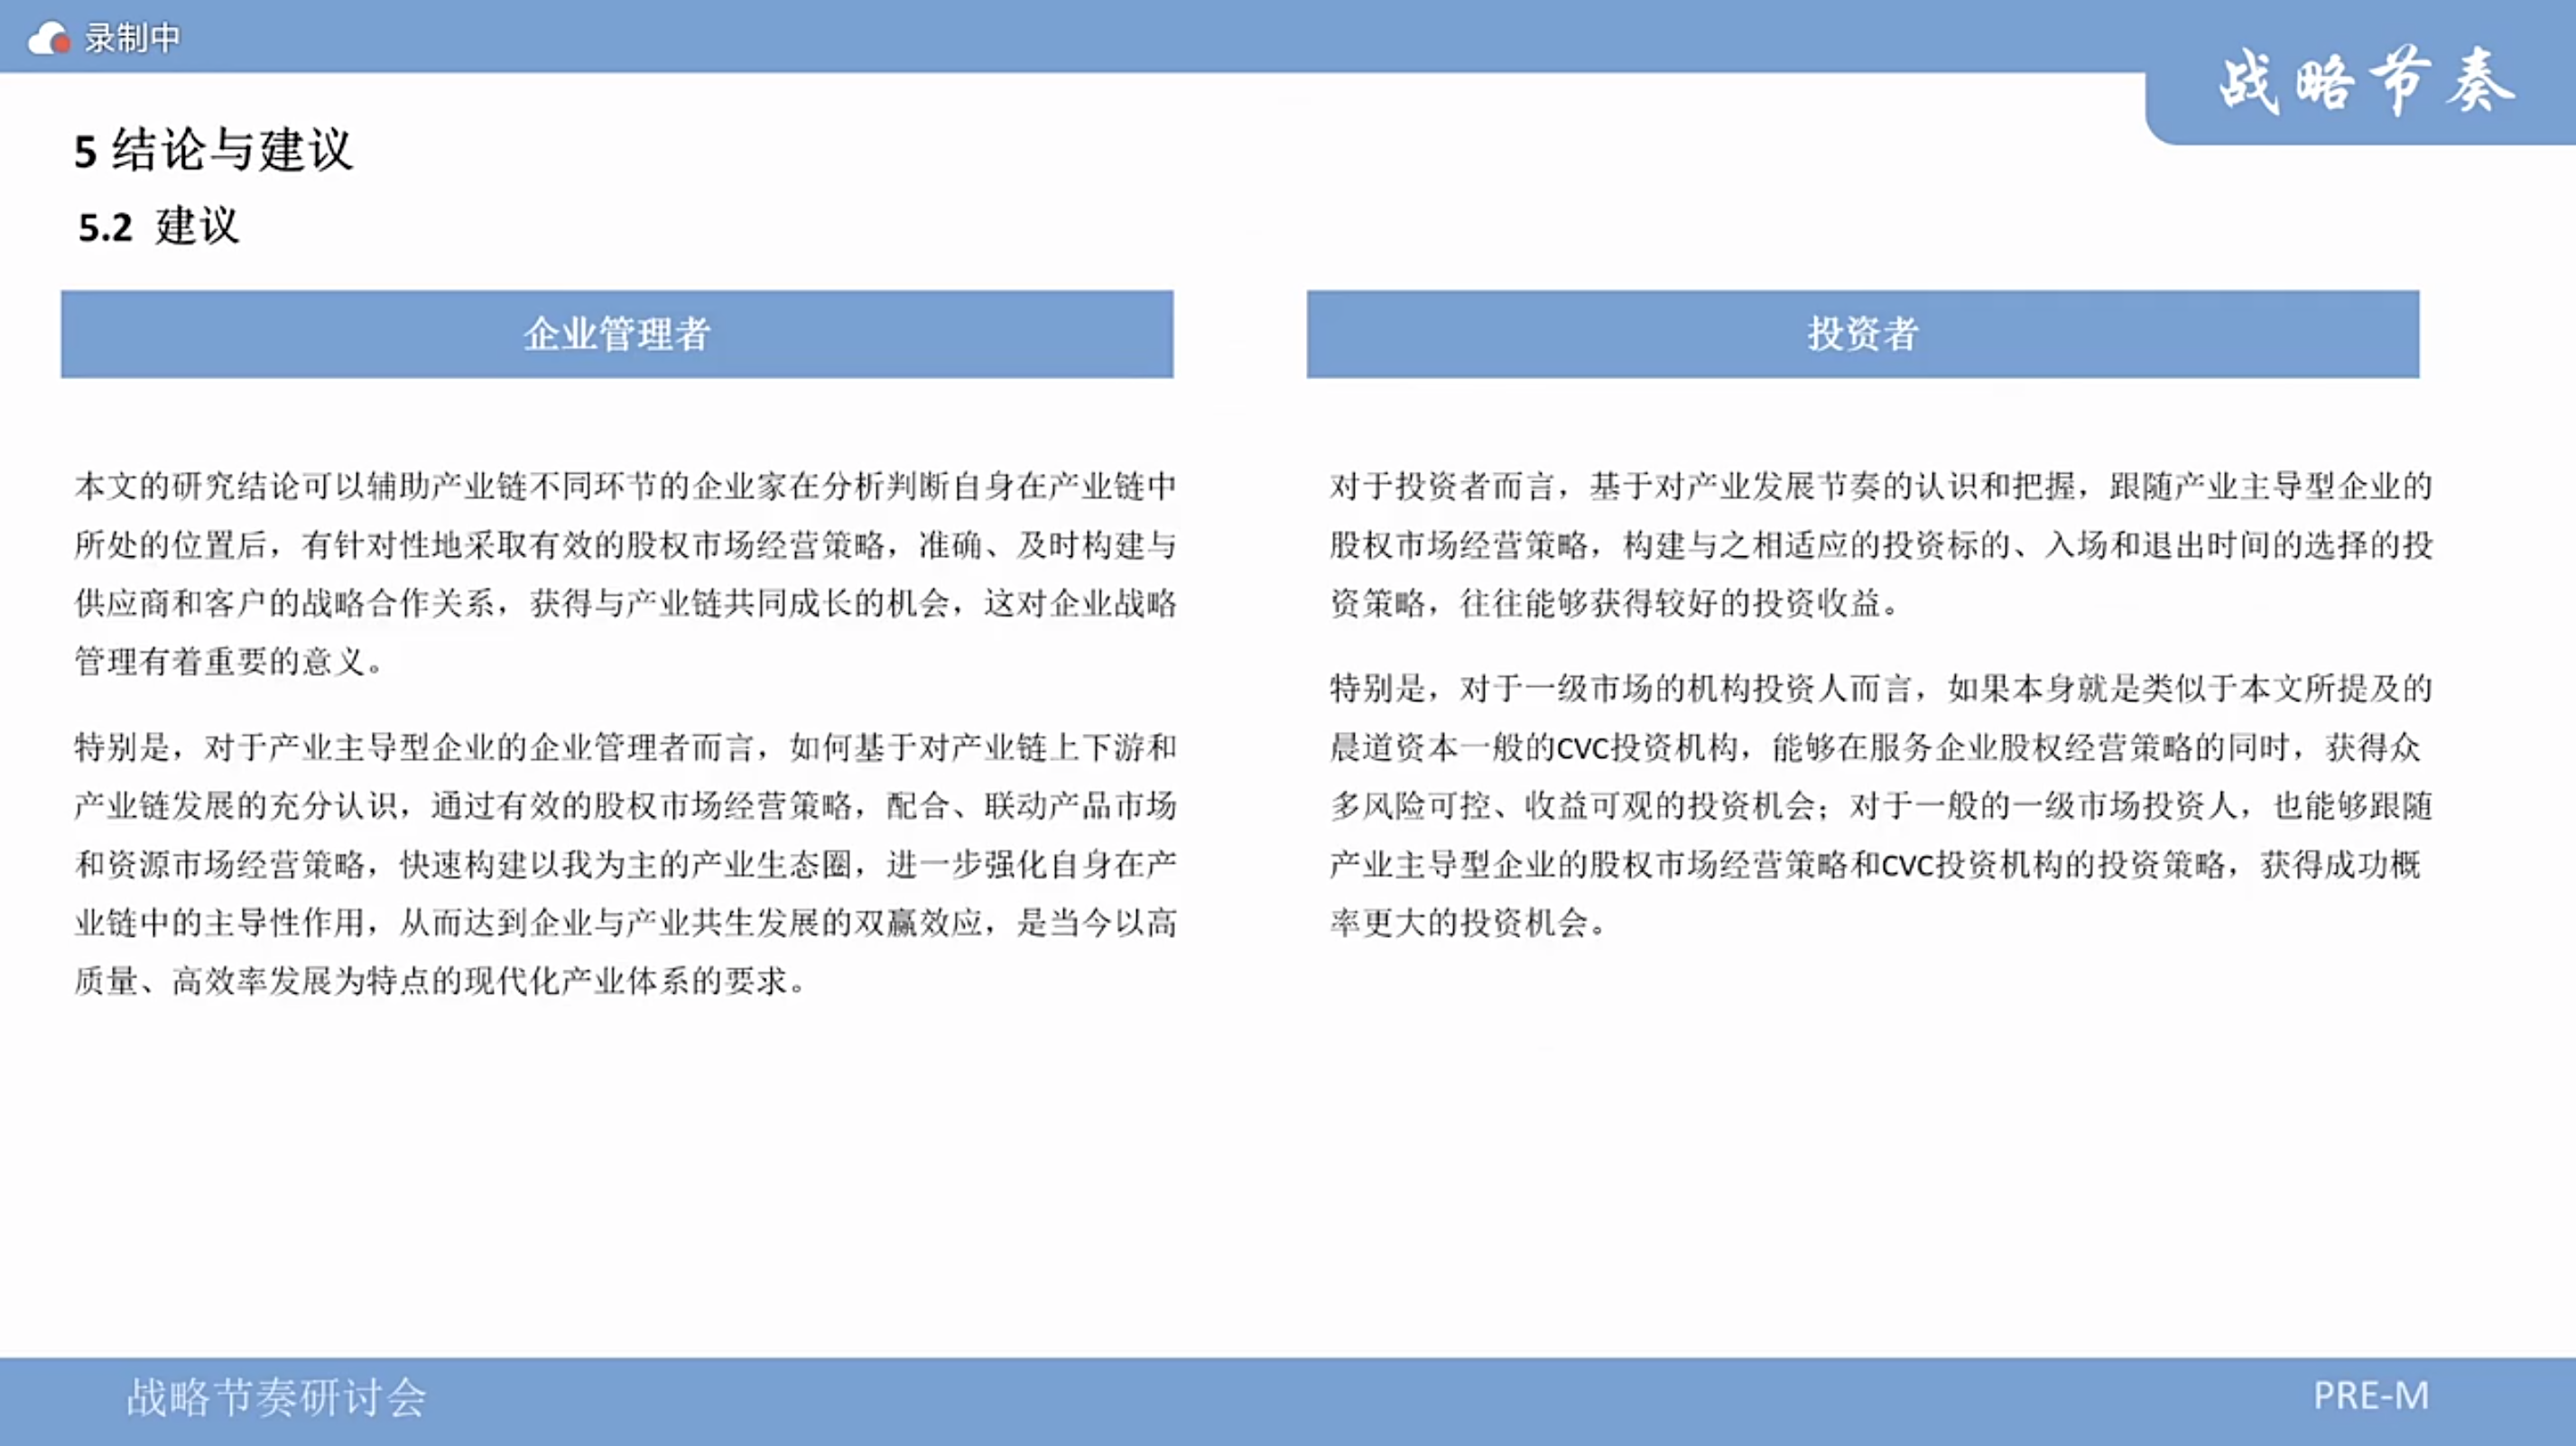 录制中
战略节奏
5 结论与建议
5.2 建议
企业管理者
本文的研究结论可以辅助产业链不同环节的企业家在分析判断自身在产业链中
所处的位置后，有针对性地采取有效的股权市场经营策略，准确、及时构建与
供应商和客户的战略合作关系，获得与产业链共同成长的机会，这对企业战略
管理有着重要的意义。
特别是，对于产业主导型企业的企业管理者而言，如何基于对产业链上下游和
产业链发展的充分认识，通过有效的股权市场经营策略，配合、联动产品市场
和资源市场经营策略，快速构建以我为主的产业生态圈，进一步强化自身在产
业链中的主导性作用，从而达到企业与产业共生发展的双赢效应，是当今以高
质量、高效率发展为特点的现代化产业体系的要求。
投资者
对于投资者而言，基于对产业发展节奏的认识和把握，跟随产业主导型企业的
股权市场经营策略，构建与之相适应的投资标的、入场和退出时间的选择的投
资策略，往往能够获得较好的投资收益。
特别是，对于一级市场的机构投资人而言，如果本身就是类似于本文所提及的
晨道资本一般的CVC投资机构，能够在服务企业股权经营策略的同时，获得众
多风险可控、收益可观的投资机会；对于一般的一级市场投资人，也能够跟随
产业主导型企业的股权市场经营策略和CVC投资机构的投资策略，获得成功概
率更大的投资机会。
战略节奏研讨会
PRE-M